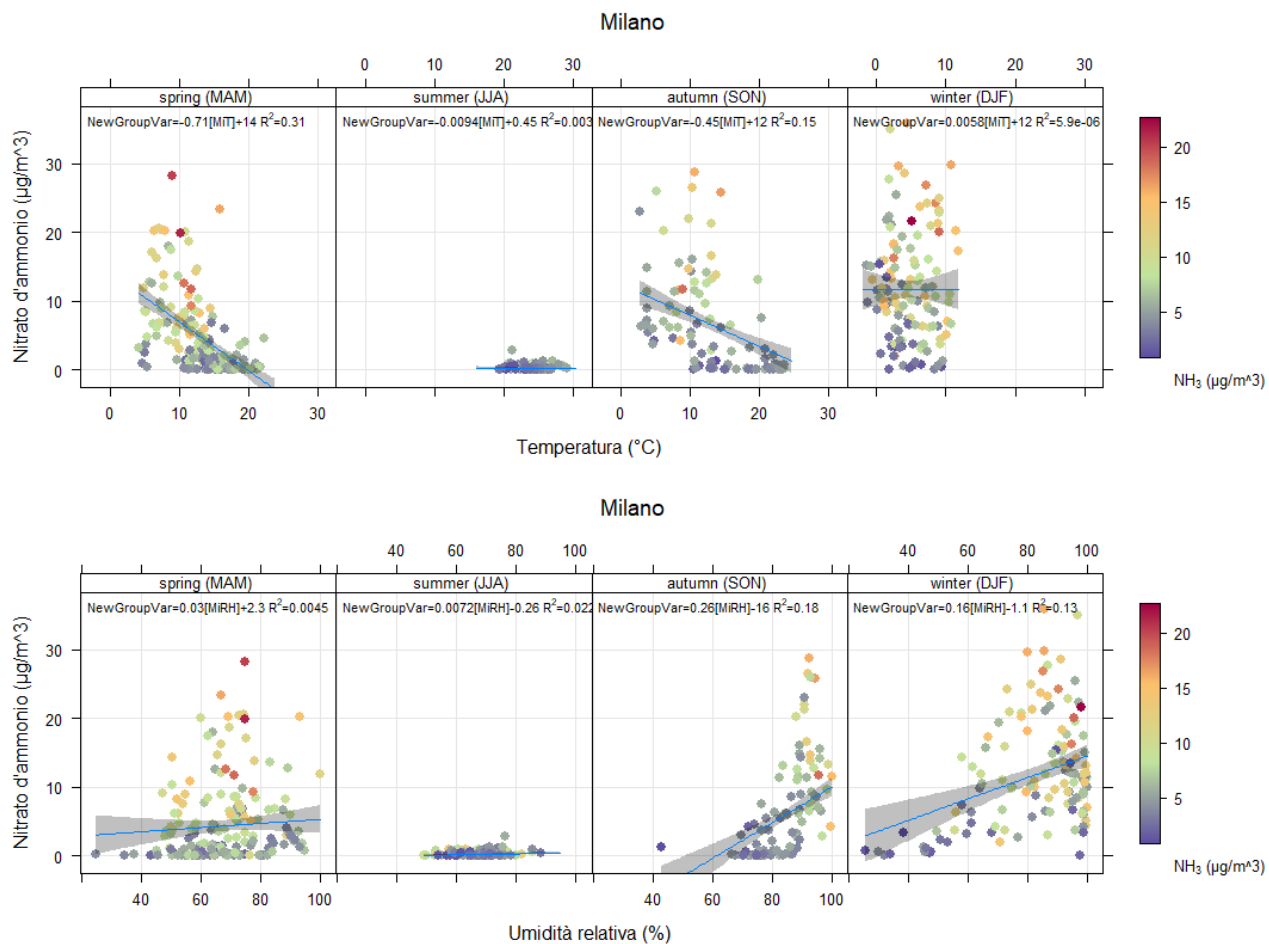 Milano
0 10 20 30 0 10 20 30
spring (MAM) summer (JJA) autumn (SON) winter (DJF)
NewGroupVar=-0.71[MiT]+14 R²=0.31 NewGroupVar=-0.0094[MiT]+0.45 R²=0.003 NewGroupVar=-0.45[MiT]+12 R²=0.15 NewGroupVar=0.0058[MiT]+12 R²=5.9e-06
Nitrato d'ammonio (µg/m^3)
30
20
10
0
0 10 20 30 0 10 20 30
Temperatura (°C)
20
15
10
5
NH₃ (µg/m^3)
Milano
40 60 80 100 40 60 80 100
spring (MAM) summer (JJA) autumn (SON) winter (DJF)
NewGroupVar=0.03[MiRH]+2.3 R²=0.0045 NewGroupVar=0.0072[MiRH]-0.26 R²=0.022 NewGroupVar=0.26[MiRH]-16 R²=0.18 NewGroupVar=0.16[MiRH]-1.1 R²=0.13
Nitrato d'ammonio (µg/m^3)
30
20
10
0
40 60 80 100 40 60 80 100
Umidità relativa (%)
20
15
10
5
NH₃ (µg/m^3)